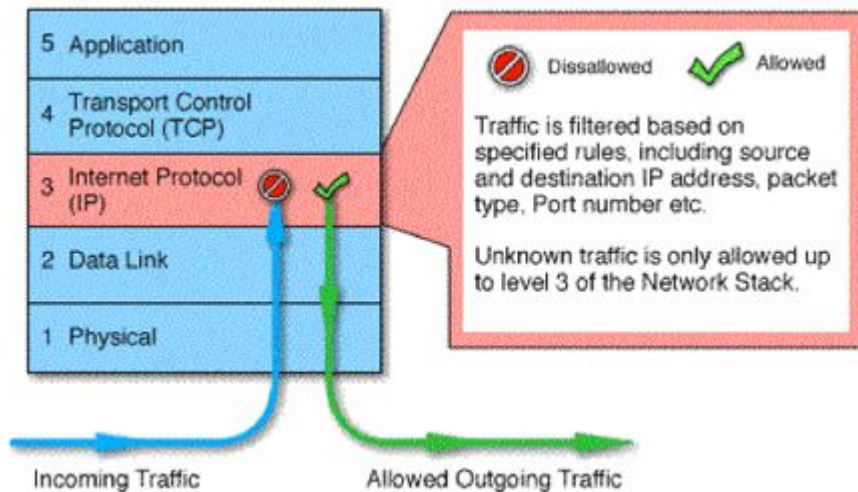 5 Application
4 Transport Control
Protocol (TCP)
3 Internet Protocol
(IP)
2 Data Link
1 Physical
Incoming Traffic
Allowed Outgoing Traffic
Dissallowed
Allowed
Traffic is filtered based on
specified rules, including source
and destination IP address, packet
type, Port number etc.
Unknown traffic is only allowed up
to level 3 of the Network Stack.